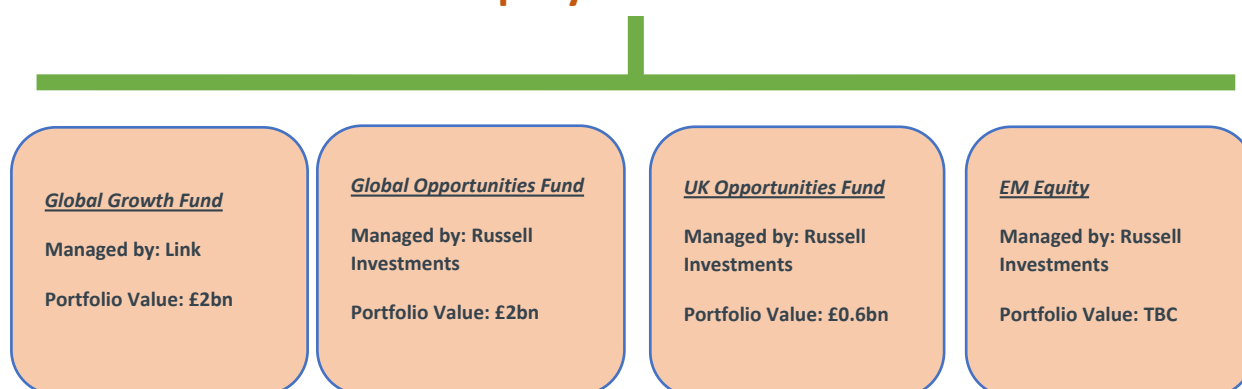 Global Growth Fund
Managed by: Link
Portfolio Value: £2bn
Global Opportunities Fund
Managed by: Russell
Investments
Portfolio Value: £2bn
UK Opportunities Fund
Managed by: Russell
Investments
Portfolio Value: £0.6bn
EM Equity
Managed by: Russell
Investments
Portfolio Value: TBC